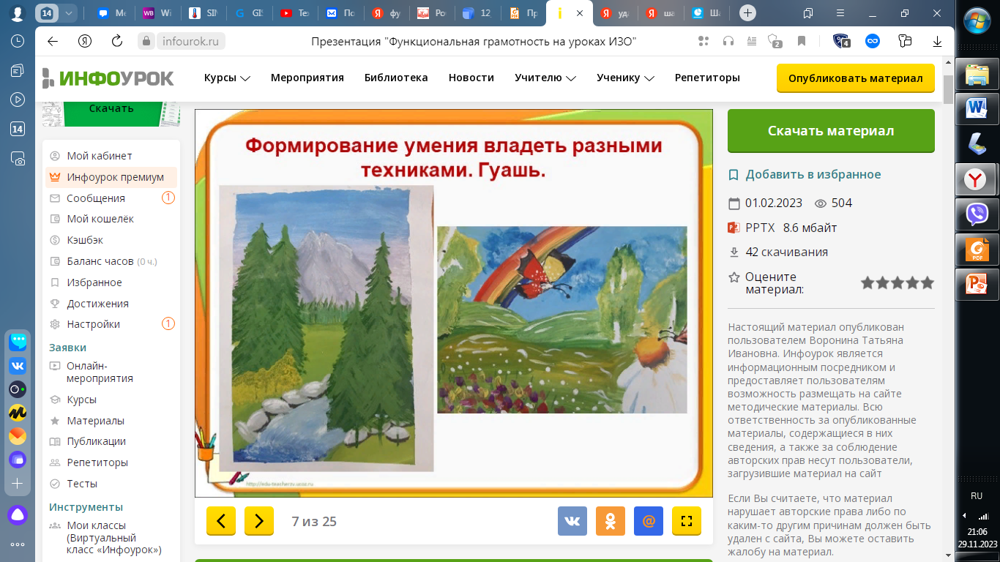 14
Ме
Wi
SIM
GIS
Те
По
фу
Ро
12,
Пр
уда
ша
Ша
infourok.ru
Презентация "Функциональная грамотность на уроках ИЗО"
2
4
ИНФОУРОК
Курсы
Мероприятия
Библиотека
Новости
Учителю
Ученику
Репетиторы
Опубликовать материал
14
Скачать
Мой кабинет
Инфоурок премиум
Сообщения
1
Мой кошелёк
Кэшбэк
Баланс часов (0 ч.)
Избранное
Достижения
Настройки
1
Заявки
Онлайн-
мероприятия
Курсы
Материалы
Публикации
Репетиторы
Тесты
Инструменты
Мои классы
(Виртуальный
класс «Инфоурок»)
Формирование умения владеть разными
техниками. Гуашь.
http://eda-teacherzv.ucoz.ru
7 из 25
Скачать материал
Добавить в избранное
01.02.2023
504
PPTX 8.6 мбайт
42 скачивания
Оцените
материал:
Настоящий материал опубликован
пользователем Воронина Татьяна
Ивановна. Инфоурок является
информационным посредником и
предоставляет пользователям
возможность размещать на сайте
методические материалы. Всю
ответственность за опубликованные
материалы, содержащиеся в них
сведения, а также за соблюдение
авторских прав несут пользователи,
загрузившие материал на сайт
Если Вы считаете, что материал
нарушает авторские права либо по
каким-то другим причинам должен быть
удален с сайта, Вы можете оставить
жалобу на материал.
RU
21:06
29.11.2023